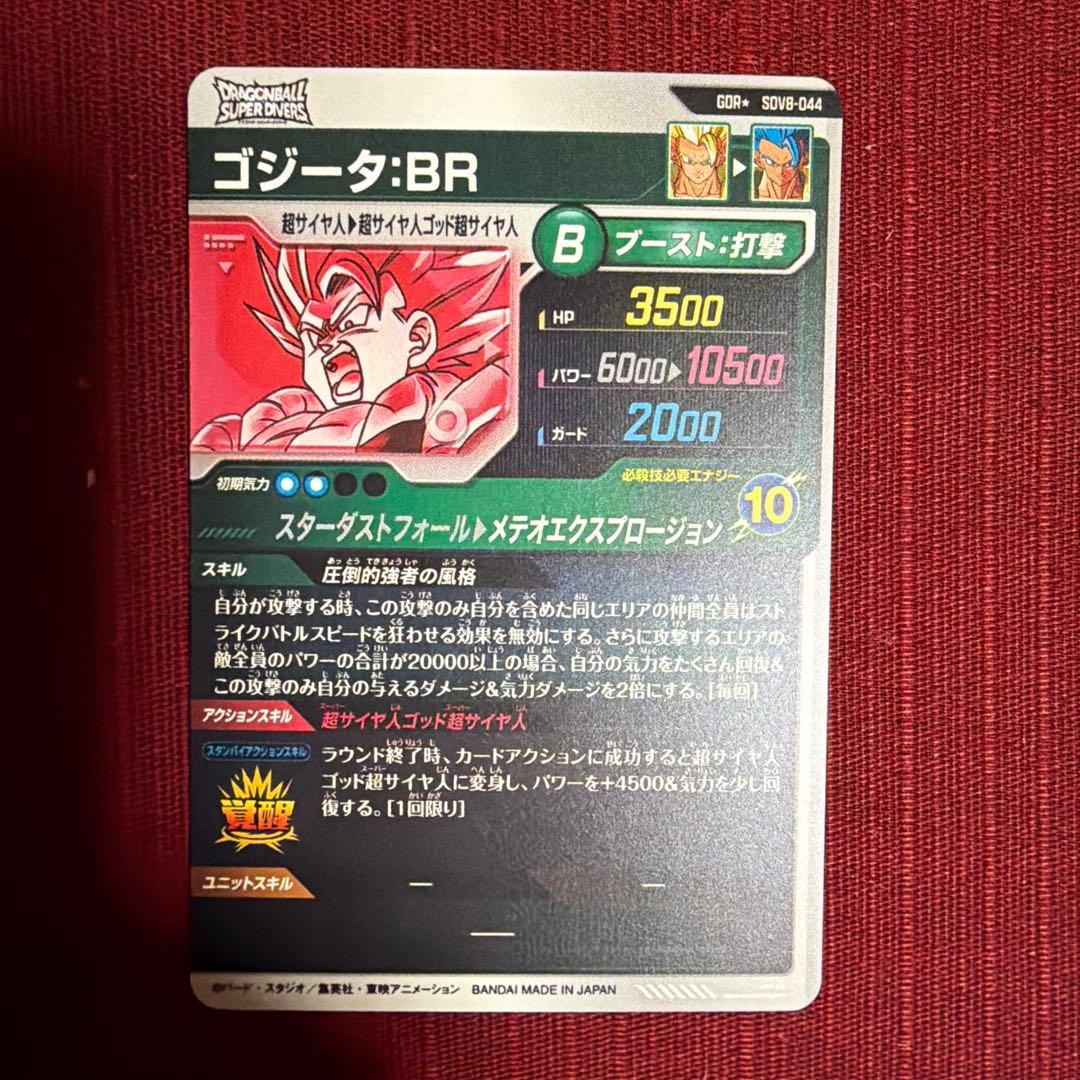 DRAGONBALL
SUPER DIVERS
GDR★ SDV8-044
ゴジータ:BR
超サイヤ人▶超サイヤ人ゴッド超サイヤ人
B ブースト:打撃
HP 3500
パワー 6000▶10500
ガード 2000
初期気力
必殺技必要エナジー
10
スターダストフォール▶メテオエクスプロージョン
スキル 圧倒的強者の風格
自分が攻撃する時、この攻撃のみ自分を含めた同じエリアの仲間全員はスト
ライクバトルスピードを狂わせる効果を無効にする。さらに攻撃するエリアの
敵全員のパワーの合計が20000以上の場合、自分の気力をたくさん回復&
この攻撃のみ自分の与えるダメージ&気力ダメージを2倍にする。[毎回]
アクションスキル 超サイヤ人ゴッド超サイヤ人
スタンバイアクションスキル
ラウンド終了時、カードアクションに成功すると超サイヤ人
ゴッド超サイヤ人に変身し、パワーを+4500&気力を少し回
復する。[1回限り]
覚醒
ユニットスキル — —
—
©バード・スタジオ/集英社・東映アニメーション BANDAI MADE IN JAPAN